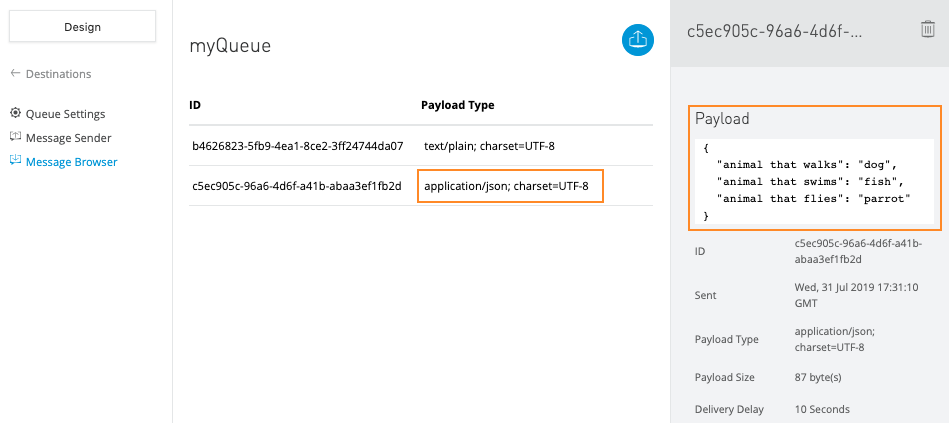 Design
← Destinations
Queue Settings
Message Sender
Message Browser
myQueue
ID Payload Type
b4626823-5fb9-4ea1-8ce2-3ff24744da07 text/plain; charset=UTF-8
c5ec905c-96a6-4d6f-a41b-abaa3ef1fb2d application/json; charset=UTF-8
c5ec905c-96a6-4d6f-...
Payload
{
"animal that walks": "dog",
"animal that swims": "fish",
"animal that flies": "parrot"
}
ID c5ec905c-96a6-4d6f-a41b-
abaa3ef1fb2d
Sent Wed, 31 Jul 2019 17:31:10
GMT
Payload Type application/json;
charset=UTF-8
Payload Size 87 byte(s)
Delivery Delay 10 Seconds